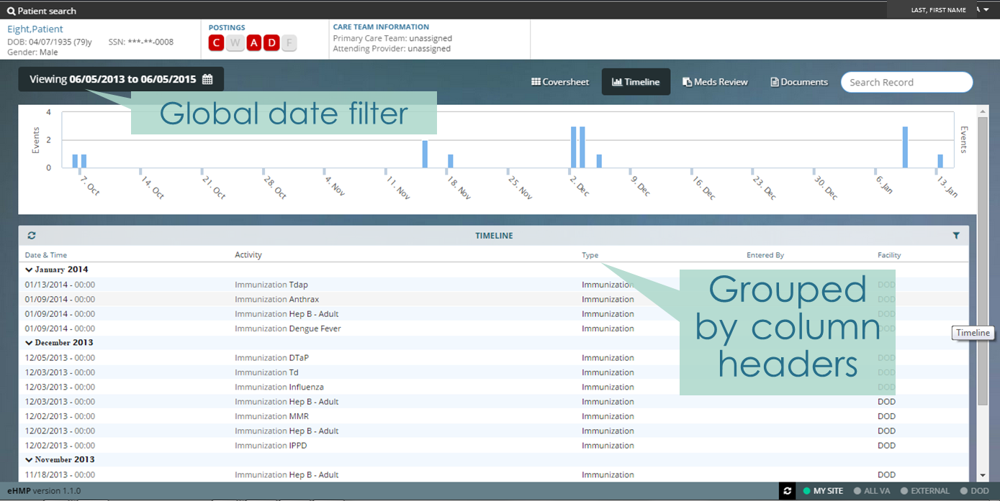 Patient search
LAST, FIRST NAME
Eight,Patient
DOB: 04/07/1935 (79)y SSN: ***-**-0008
Gender: Male
POSTINGS
C W A D F
CARE TEAM INFORMATION
Primary Care Team: unassigned
Attending Provider: unassigned
Viewing 06/05/2013 to 06/05/2015
Coversheet Timeline Meds Review Documents Search Record
Global date filter
4
2
0
Events
Events
7. Oct 14. Oct 21. Oct 28. Oct 4. Nov 11. Nov 18. Nov 25. Nov 2. Dec 9. Dec 16. Dec 23. Dec 30. Dec 6. Jan 13. Jan
TIMELINE
Date & Time Activity Type Entered By Facility
January 2014
01/13/2014 - 00:00 Immunization Tdap Immunization DOD
01/09/2014 - 00:00 Immunization Anthrax Immunization DOD
01/09/2014 - 00:00 Immunization Hep B - Adult Immunization DOD
01/09/2014 - 00:00 Immunization Dengue Fever Immunization DOD
December 2013
12/05/2013 - 00:00 Immunization DTaP Immunization DOD
12/03/2013 - 00:00 Immunization Td Immunization DOD
12/03/2013 - 00:00 Immunization Influenza Immunization DOD
12/03/2013 - 00:00 Immunization Hep B - Adult Immunization DOD
12/02/2013 - 00:00 Immunization MMR Immunization DOD
12/02/2013 - 00:00 Immunization Hep B - Adult Immunization DOD
12/02/2013 - 00:00 Immunization IPPD Immunization DOD
November 2013
11/18/2013 - 00:00 Immunization Hep B - Adult Immunization DOD
Grouped
by column
headers
Timeline
eHMP version 1.1.0
MY SITE ALL VA EXTERNAL DOD